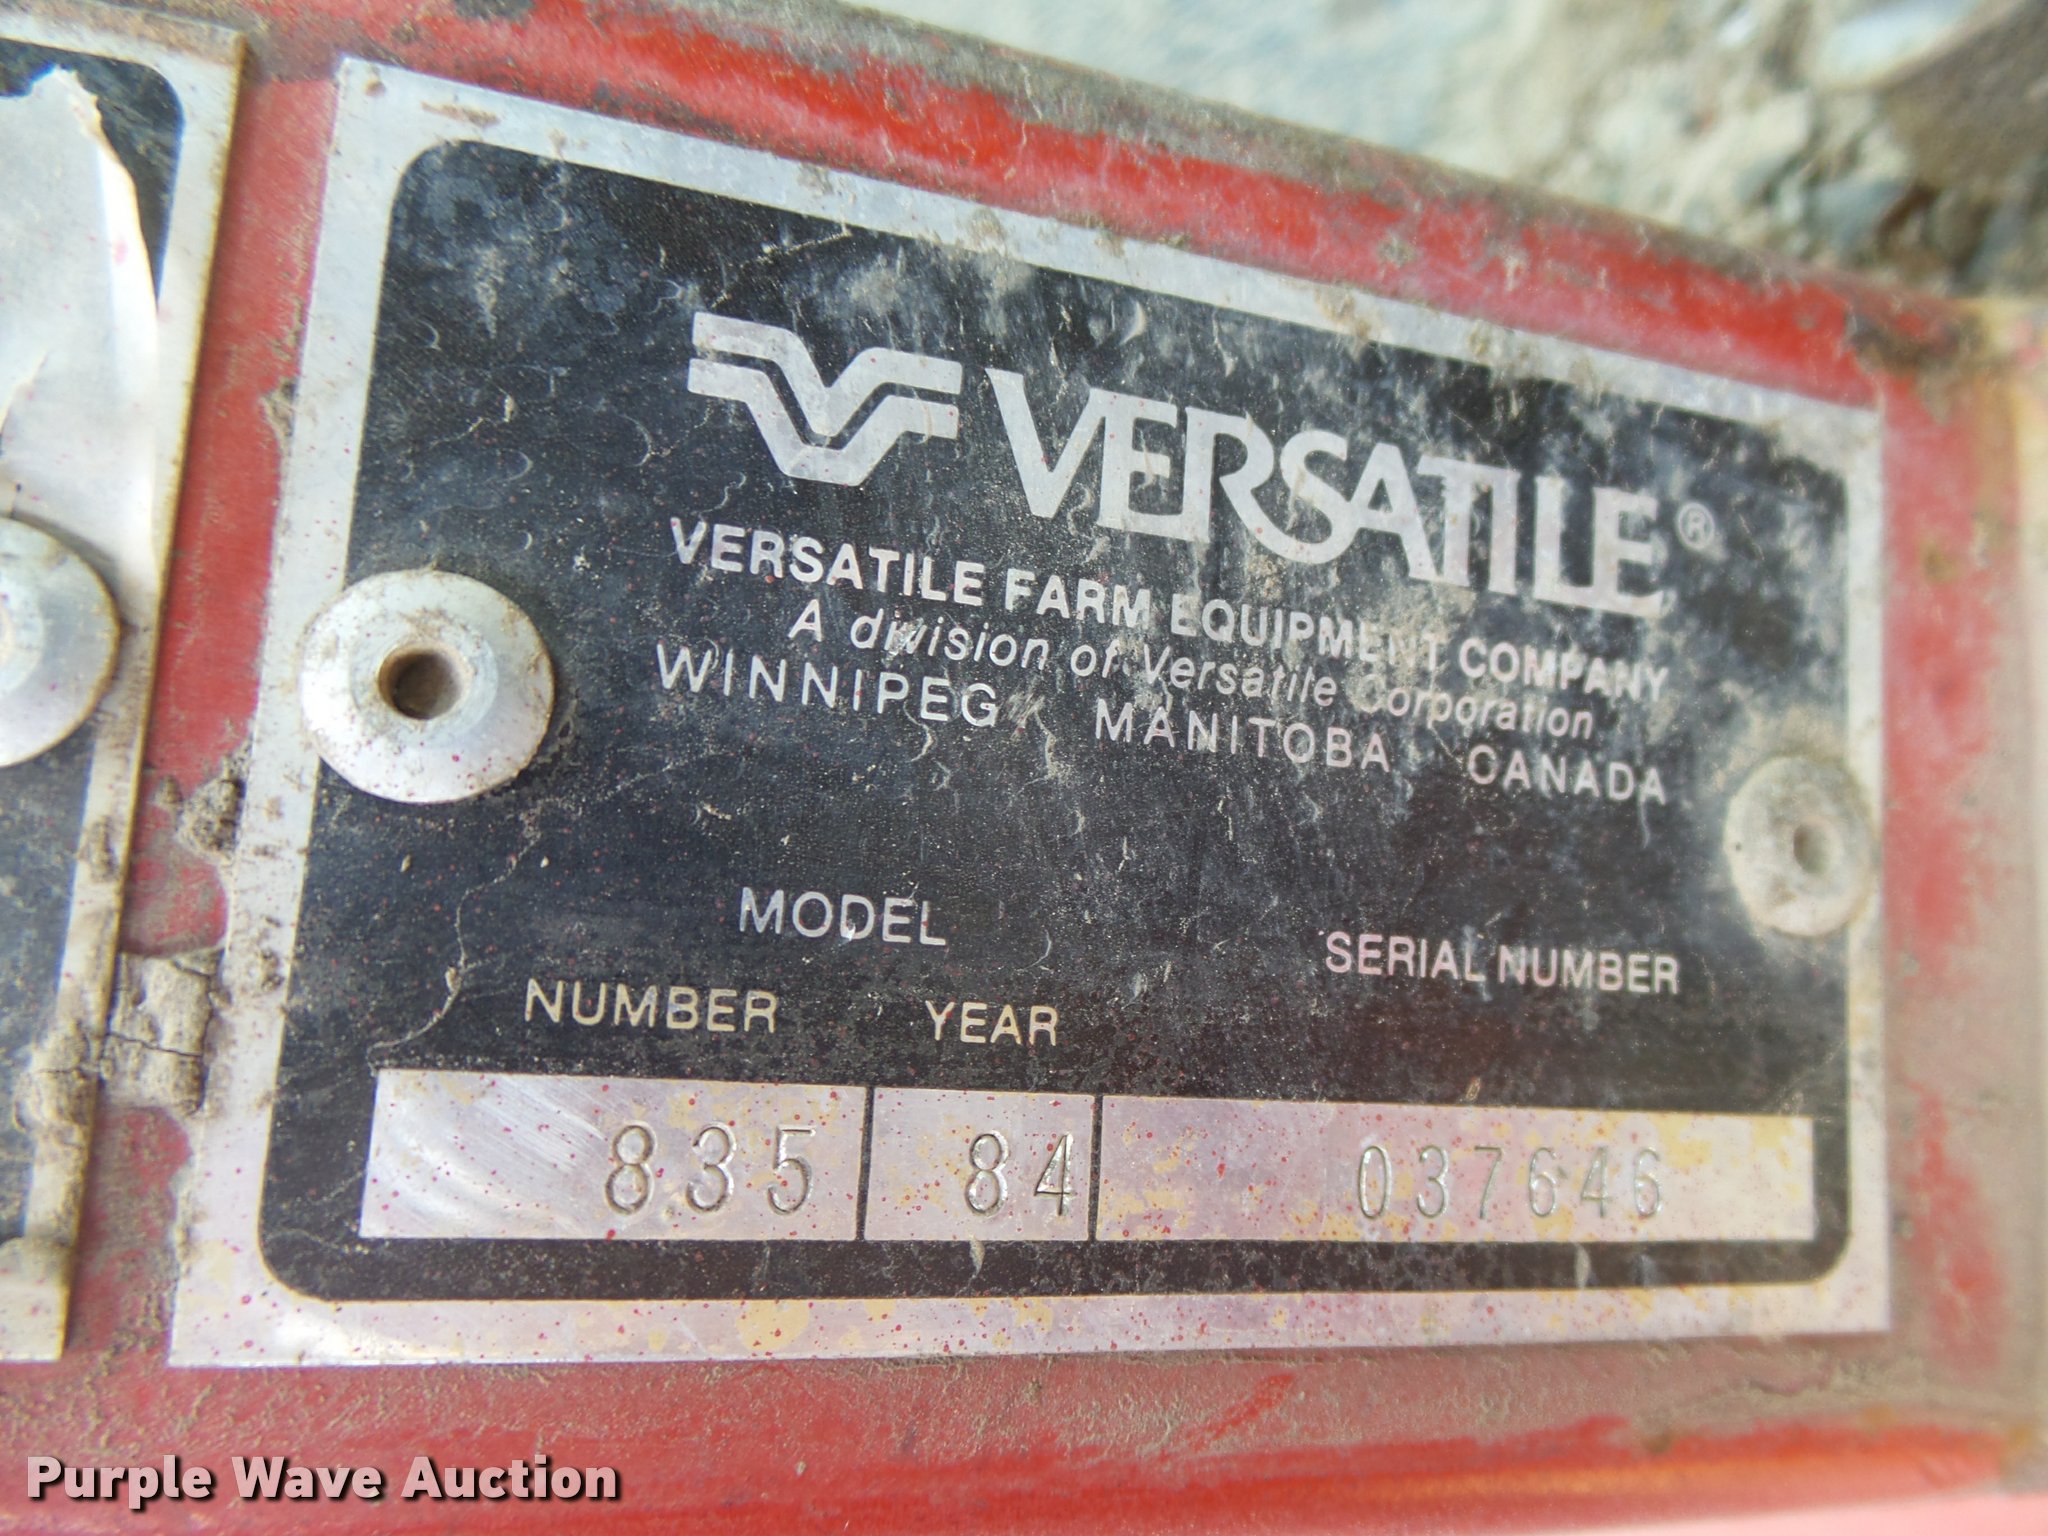 VERSATILE®
VERSATILE FARM EQUIPMENT COMPANY
A division of Versatile Corporation
WINNIPEG MANITOBA CANADA
MODEL
NUMBER YEAR SERIAL NUMBER
835 84 037646
Purple Wave Auction